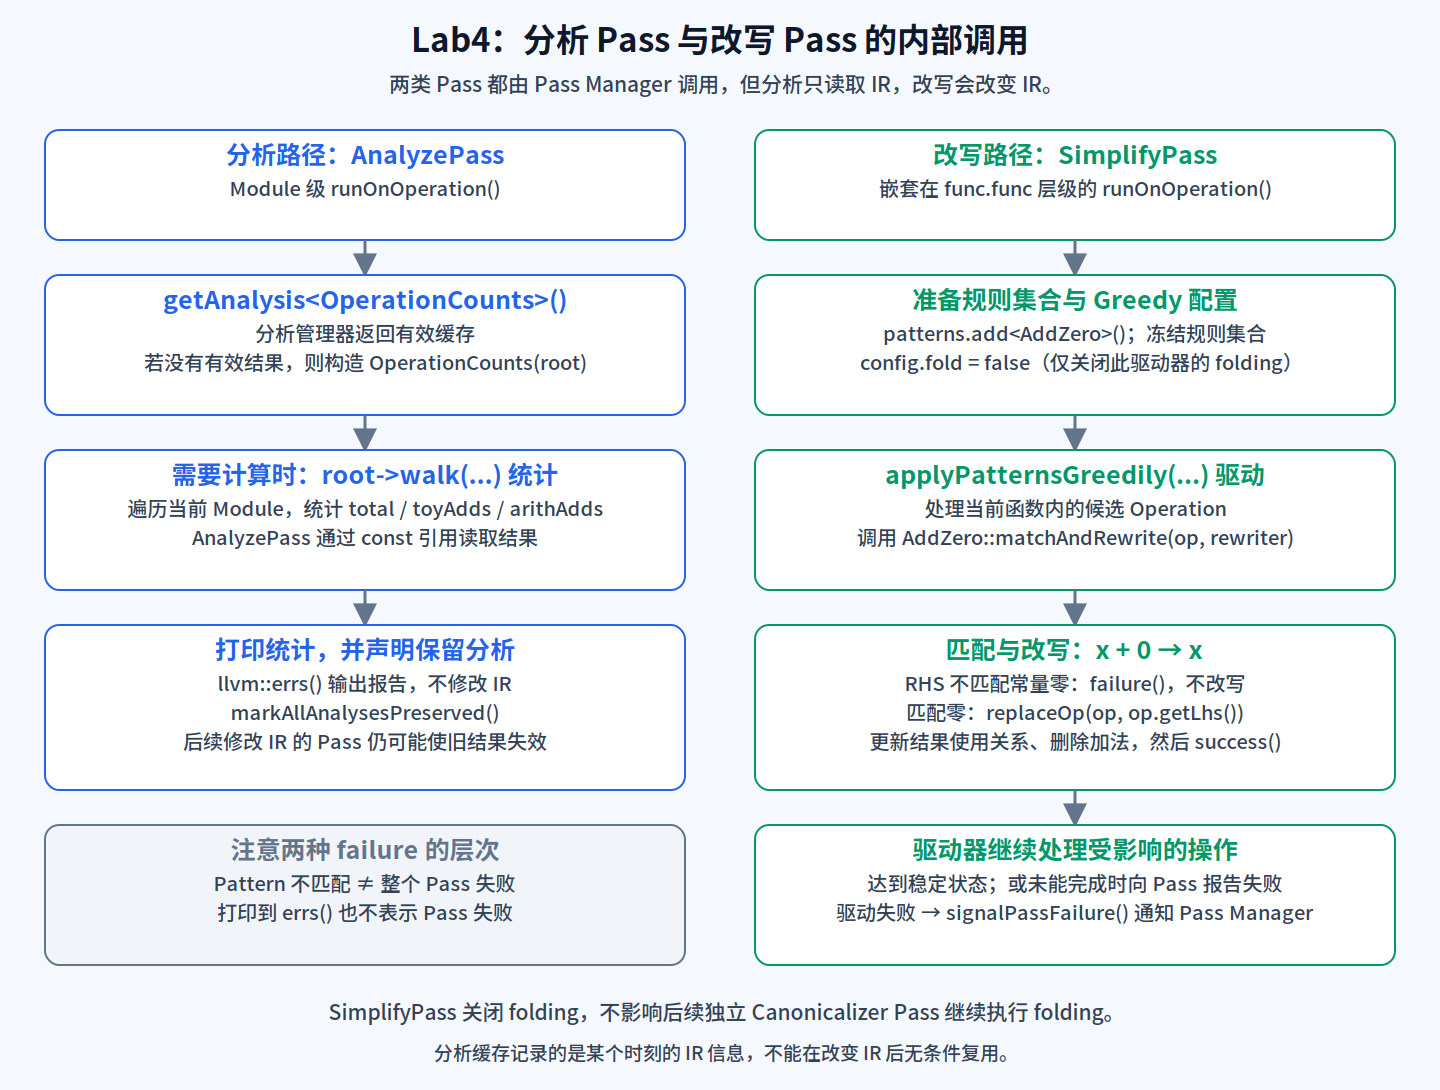 Lab4：分析 Pass 与改写 Pass 的内部调用
两类 Pass 都由 Pass Manager 调用，但分析只读取 IR，改写会改变 IR。
分析路径：AnalyzePass
Module 级 runOnOperation()
getAnalysis<OperationCounts>()
分析管理器返回有效缓存
若没有有效结果，则构造 OperationCounts(root)
需要计算时：root->walk(...) 统计
遍历当前 Module，统计 total / toyAdds / arithAdds
AnalyzePass 通过 const 引用读取结果
打印统计，并声明保留分析
llvm::errs() 输出报告，不修改 IR
markAllAnalysesPreserved()
后续修改 IR 的 Pass 仍可能使旧结果失效
注意两种 failure 的层次
Pattern 不匹配 ≠ 整个 Pass 失败
打印到 errs() 也不表示 Pass 失败
改写路径：SimplifyPass
嵌套在 func.func 层级的 runOnOperation()
准备规则集合与 Greedy 配置
patterns.add<AddZero>()；冻结规则集合
config.fold = false（仅关闭此驱动器的 folding）
applyPatternsGreedily(...) 驱动
处理当前函数内的候选 Operation
调用 AddZero::matchAndRewrite(op, rewriter)
匹配与改写：x + 0 → x
RHS 不匹配常量零：failure()，不改写
匹配零：replaceOp(op, op.getLhs())
更新结果使用关系、删除加法，然后 success()
驱动器继续处理受影响的操作
达到稳定状态；或未能完成时向 Pass 报告失败
驱动失败 → signalPassFailure() 通知 Pass Manager
SimplifyPass 关闭 folding，不影响后续独立 Canonicalizer Pass 继续执行 folding。
分析缓存记录的是某个时刻的 IR 信息，不能在改变 IR 后无条件复用。